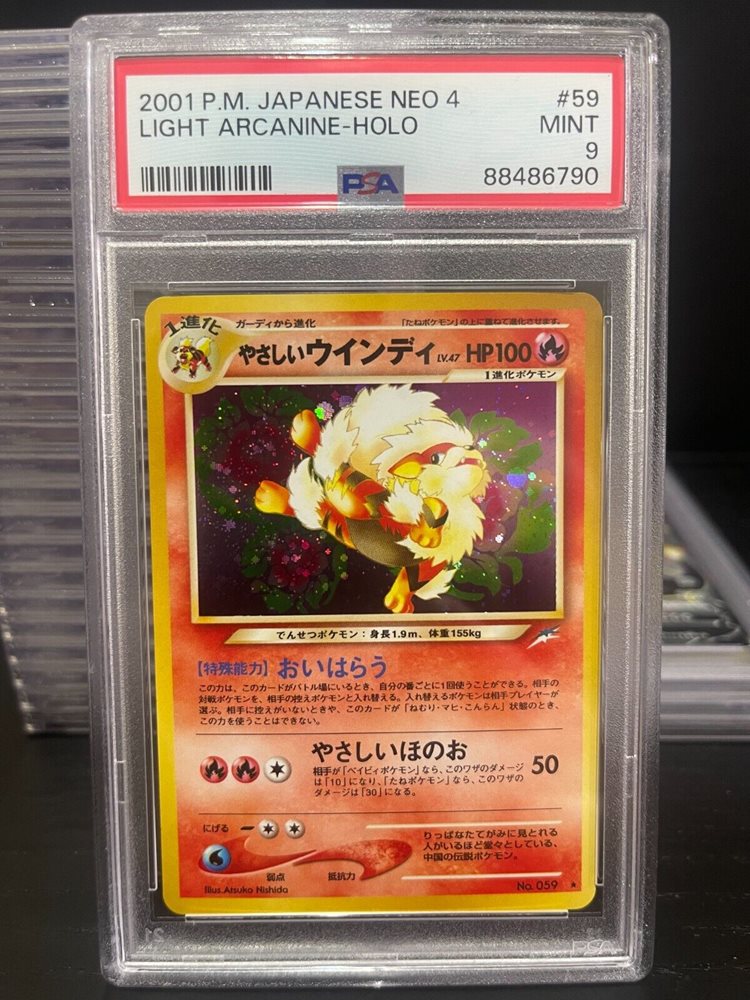 2001 P.M. JAPANESE NEO 4 #59
LIGHT ARCANINE-HOLO MINT
9
PSA 88486790
1進化 ガーディから進化 「たねポケモン」の上に重ねて進化させます。
やさしいウインディ LV.47 HP100
1進化ポケモン
でんせつポケモン：身長1.9m、体重155kg
【特殊能力】おいはらう
この力は、このカードがバトル場にいるとき、自分の番ごとに1回使うことができる。相手の
対戦ポケモンを、相手の控えポケモンと入れ替える。入れ替えるポケモンは相手プレイヤーが
選ぶ。相手に控えがいないときや、このカードが「ねむり・マヒ・こんらん」状態のとき、
この力を使うことはできない。
やさしいほのお
相手が「ベイビィポケモン」なら、このワザのダメージ
は「10」になり、「たねポケモン」なら、このワザの
ダメージは「30」になる。
50
にげる
りっぱなたてがみに見とれる
人がいるほど堂々としている、
中国の伝説ポケモン。
弱点 抵抗力
Illus.Atsuko Nishida No. 059